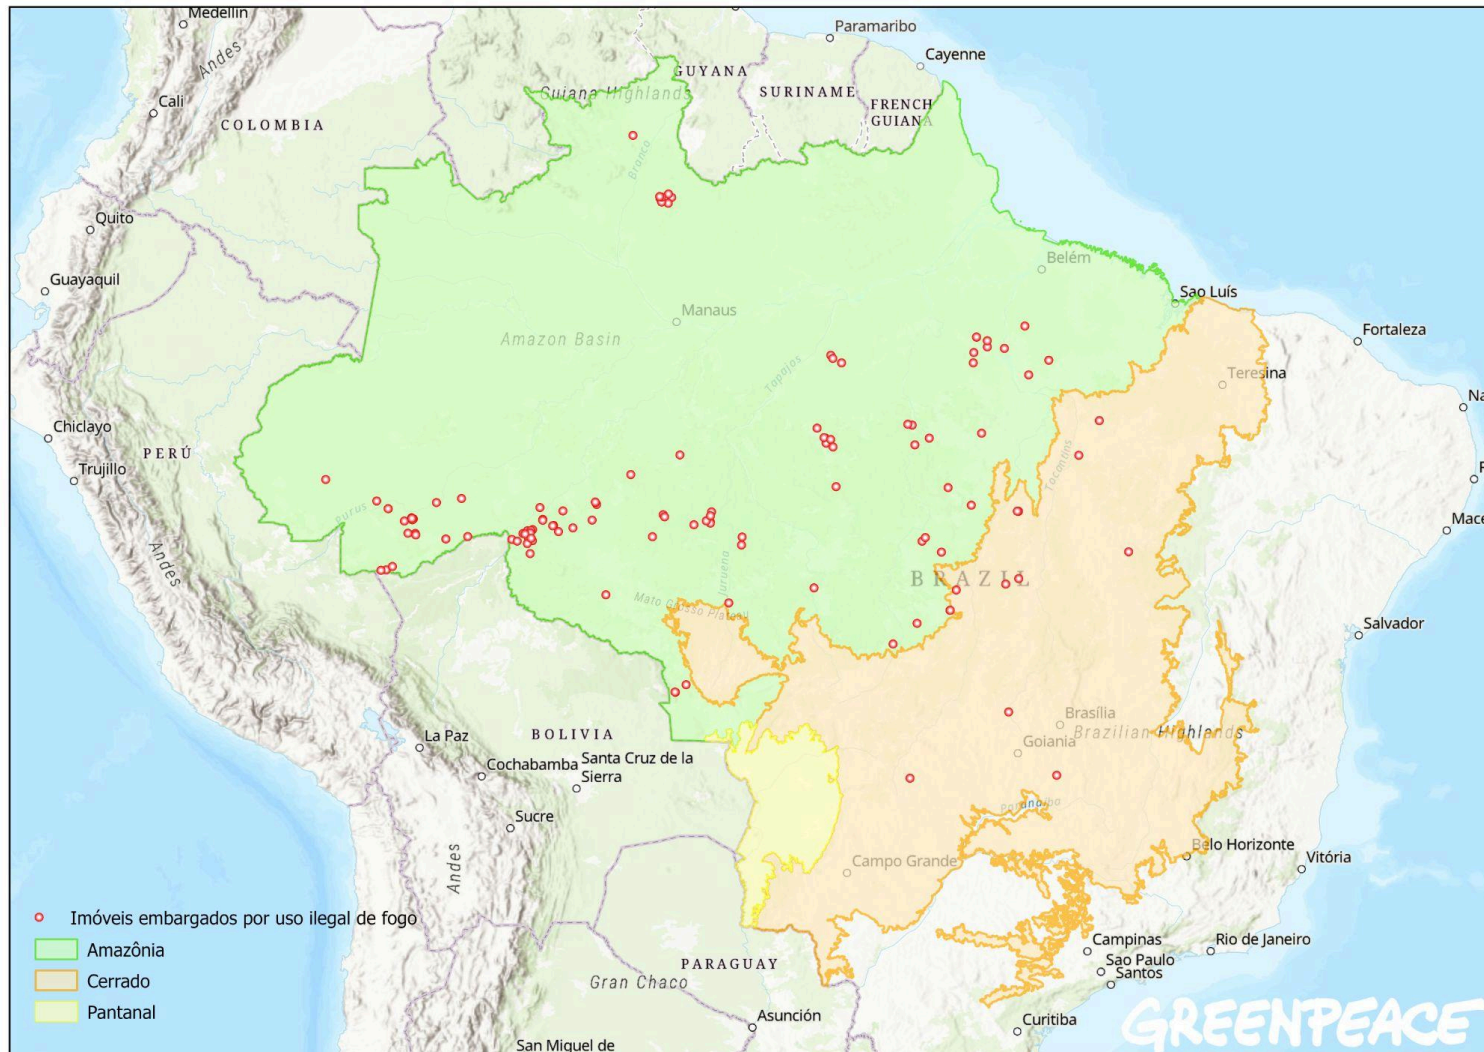 Medellín
Paramaribo
Andes
Cayenne
GUYANA
Guiana Highlands
SURINAME
Cali
FRENCH
GUIANA
COLOMBIA
Branco
Quito
Belém
Guayaquil
Sao Luís
Manaus
Fortaleza
Amazon Basin
Tapajos
Teresina
Na
Chiclayo
PERÚ
Trujillo
Tocantins
Purus
Mace
Andes
Juruena
BRAZIL
Mato Grosso Plateau
Salvador
Brasília
La Paz
BOLIVIA
Brazilian Highlands
Goiania
Cochabamba
Santa Cruz de la
Sierra
Paranaiba
Sucre
Belo Horizonte
Vitória
Andes
Campo Grande
Imóveis embargados por uso ilegal de fogo
Amazônia
Campinas
Rio de Janeiro
PARAGUAY
Sao Paulo
Cerrado
Gran Chaco
Santos
Pantanal
Asunción
Curitiba
GREENPEACE
San Miguel de